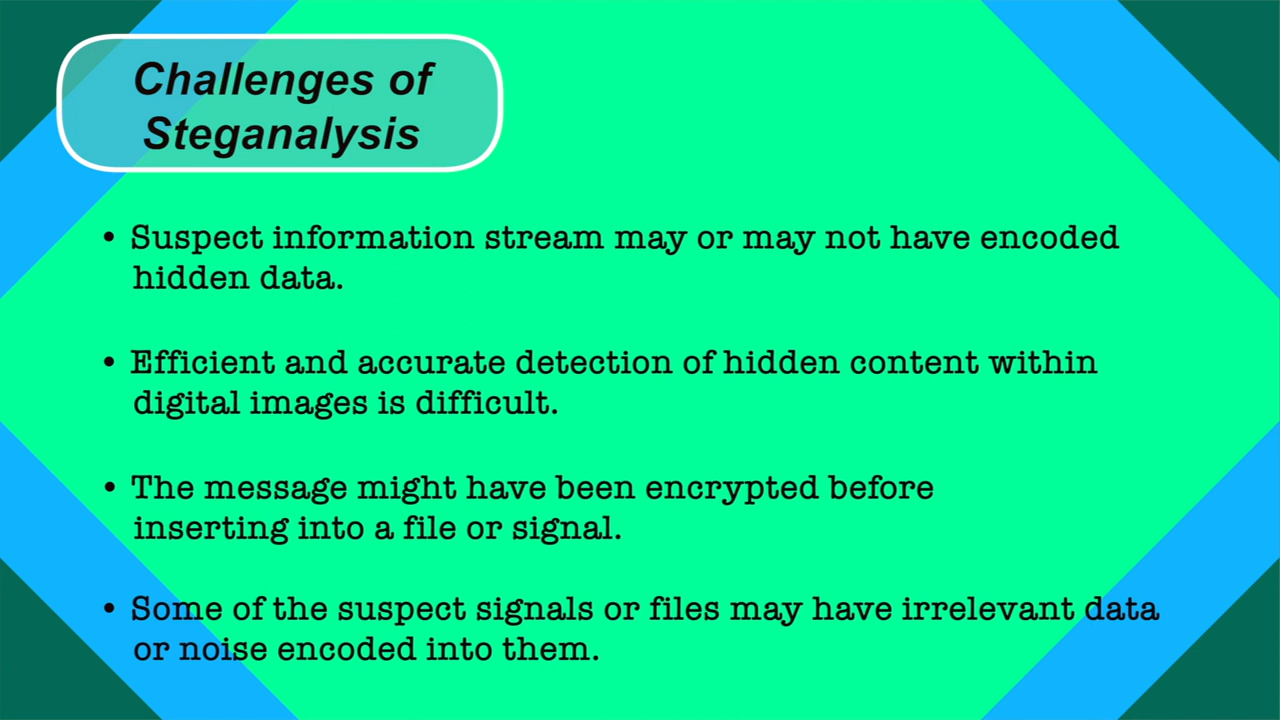 Challenges of
Steganalysis
• Suspect information stream may or may not have encoded
hidden data.
• Efficient and accurate detection of hidden content within
digital images is difficult.
• The message might have been encrypted before
inserting into a file or signal.
• Some of the suspect signals or files may have irrelevant data
or noise encoded into them.